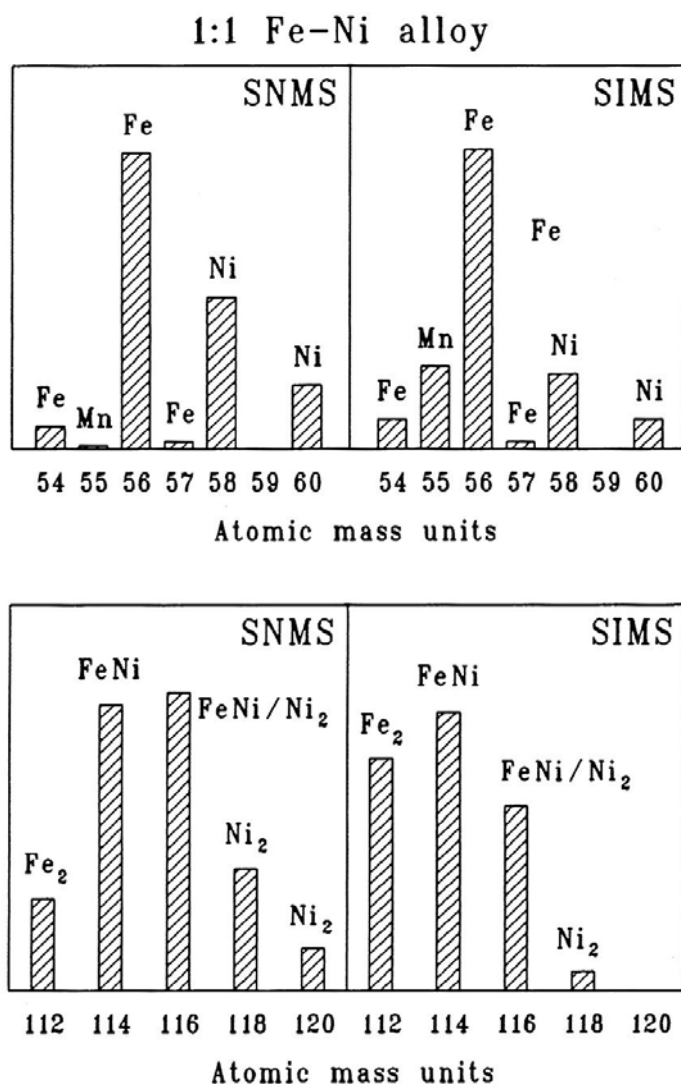 1:1 Fe-Ni alloy
SNMS
SIMS
Fe
Fe
Fe
Ni
Ni
Mn
Ni
Fe
Mn
Fe
Fe
Fe
Ni
54 55 56 57 58 59 60
54 55 56 57 58 59 60
Atomic mass units
SNMS
SIMS
FeNi
FeNi
FeNi/Ni₂
Fe₂
FeNi/Ni₂
Ni₂
Fe₂
Ni₂
Ni₂
112 114 116 118 120
112 114 116 118 120
Atomic mass units